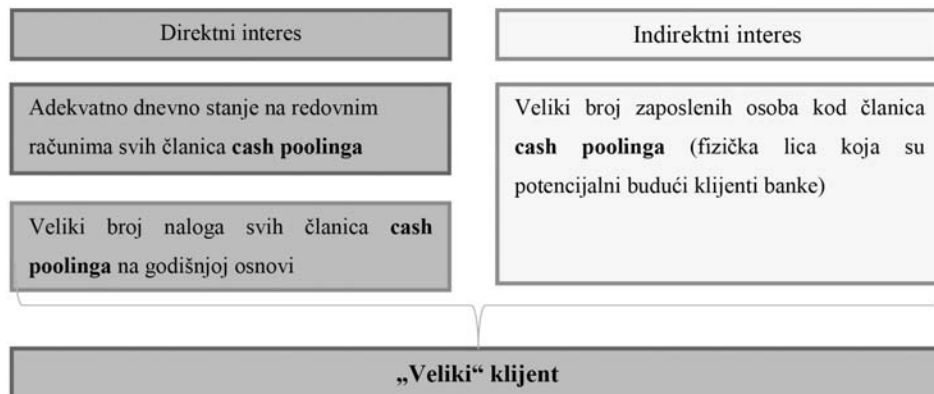 Direktni interes
Adekvatno dnevno stanje na redovnim
računima svih članica cash poolinga
Veliki broj naloga svih članica cash
poolinga na godišnjoj osnovi
Indirektni interes
Veliki broj zaposlenih osoba kod članica
cash poolinga (fizička lica koja su
potencijalni budući klijenti banke)
„Veliki“ klijent